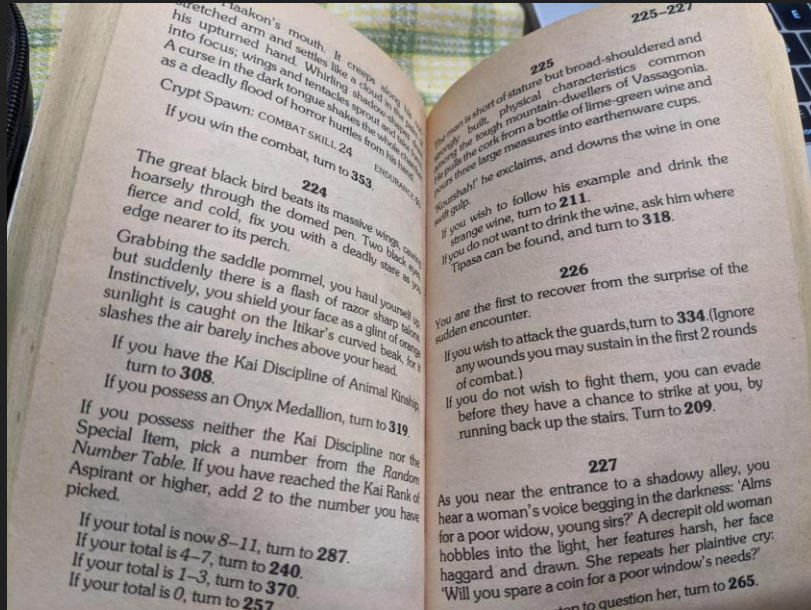 Haakon's mouth. It creeps along his
stretched arm and settles like a cloud in the
his upturned hand. Whirling shadow-shapes
into focus; wings and tentacles sprout and
A curse in the dark tongue shakes the whole
as a deadly flood of horror hurtles from his hand.
Crypt Spawn: COMBAT SKILL 24 ENDURANCE
If you win the combat, turn to 353.
224
The great black bird beats its massive wings, cawing
hoarsely through the domed pen. Two black eyes,
fierce and cold, fix you with a deadly stare as you
edge nearer to its perch.
Grabbing the saddle pommel, you haul yourself up,
but suddenly there is a flash of razor sharp talons.
Instinctively, you shield your face as a glint of orange
sunlight is caught on the Itikar's curved beak, for it
slashes the air barely inches above your head.
If you have the Kai Discipline of Animal Kinship,
turn to 308.
If you possess an Onyx Medallion, turn to 319.
If you possess neither the Kai Discipline nor the
Special Item, pick a number from the Random
Number Table. If you have reached the Kai Rank of
Aspirant or higher, add 2 to the number you have
picked.
If your total is now 8–11, turn to 287.
If your total is 4–7, turn to 240.
If your total is 1–3, turn to 370.
If your total is 0, turn to 257
225–227
225
The man is short of stature but broad-shouldered and
strongly built, physical characteristics common
among the tough mountain-dwellers of Vassagonia.
He pulls the cork from a bottle of lime-green wine and
pours three large measures into earthenware cups.
'Kourshah!' he exclaims, and downs the wine in one
swift gulp.
If you wish to follow his example and drink the
strange wine, turn to 211.
If you do not want to drink the wine, ask him where
Tipasa can be found, and turn to 318.
226
You are the first to recover from the surprise of the
sudden encounter.
If you wish to attack the guards,turn to 334.(Ignore
any wounds you may sustain in the first 2 rounds
of combat.)
If you do not wish to fight them, you can evade
before they have a chance to strike at you, by
running back up the stairs. Turn to 209.
227
As you near the entrance to a shadowy alley, you
hear a woman's voice begging in the darkness: 'Alms
for a poor widow, young sirs?' A decrepit old woman
hobbles into the light, her features harsh, her face
haggard and drawn. She repeats her plaintive cry:
'Will you spare a coin for a poor window's needs?'
to question her, turn to 265.